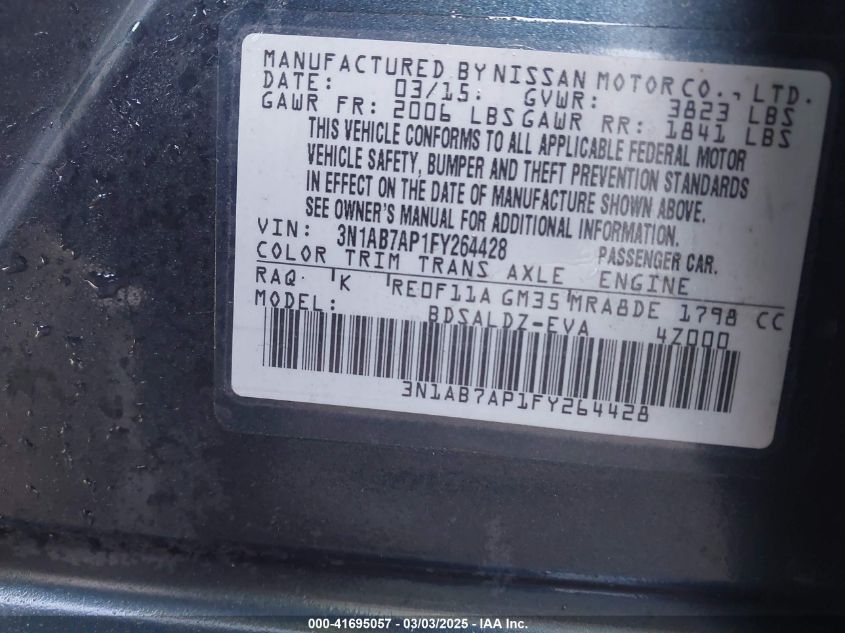 MANUFACTURED BY NISSAN MOTOR CO., LTD.
DATE: 03/15: GVWR: 3823 LBS
GAWR FR: 2006 LBS GAWR RR: 1841 LBS
THIS VEHICLE CONFORMS TO ALL APPLICABLE FEDERAL MOTOR
VEHICLE SAFETY, BUMPER AND THEFT PREVENTION STANDARDS
IN EFFECT ON THE DATE OF MANUFACTURE SHOWN ABOVE.
SEE OWNER'S MANUAL FOR ADDITIONAL INFORMATION.
VIN: 3N1AB7AP1FY264428 PASSENGER CAR.
COLOR TRIM TRANS AXLE ENGINE
RAQ K RE0F11A GM35 MRA8DE 1798 CC
MODEL: BDSALDZ-EVA 4Z000
3N1AB7AP1FY264428
000-41695057 - 03/03/2025 - IAA Inc.